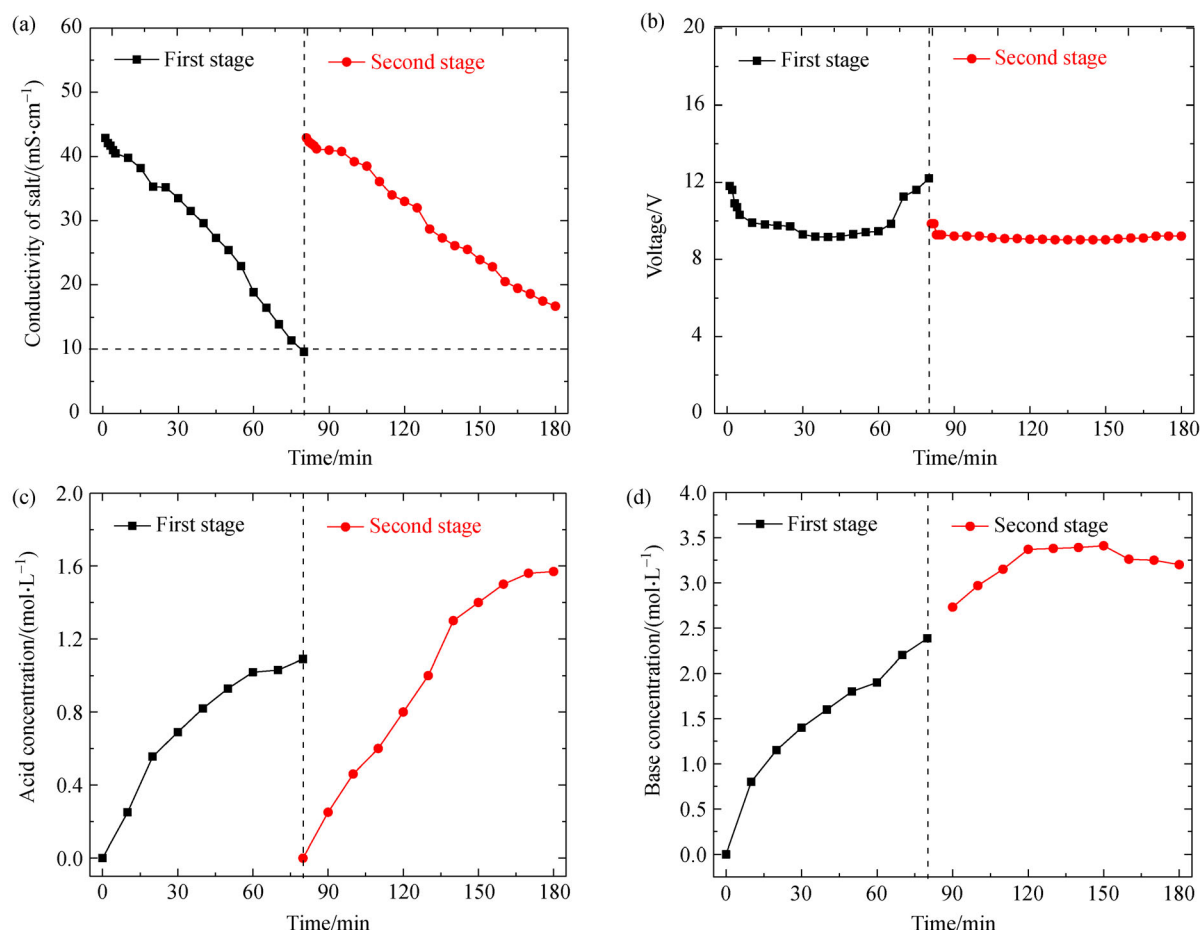 (a)
First stage
Second stage
Conductivity of salt/(mS·cm⁻¹)
60
50
40
30
20
10
0
0 30 60 90 120 150 180
Time/min
(b)
First stage
Second stage
Voltage/V
20
16
12
8
4
0
0 30 60 90 120 150 180
Time/min
(c)
First stage
Second stage
Acid concentration/(mol·L⁻¹)
2.0
1.6
1.2
0.8
0.4
0.0
0 30 60 90 120 150 180
Time/min
(d)
First stage
Second stage
Base concentration/(mol·L⁻¹)
4.0
3.5
3.0
2.5
2.0
1.5
1.0
0.5
0.0
0 30 60 90 120 150 180
Time/min